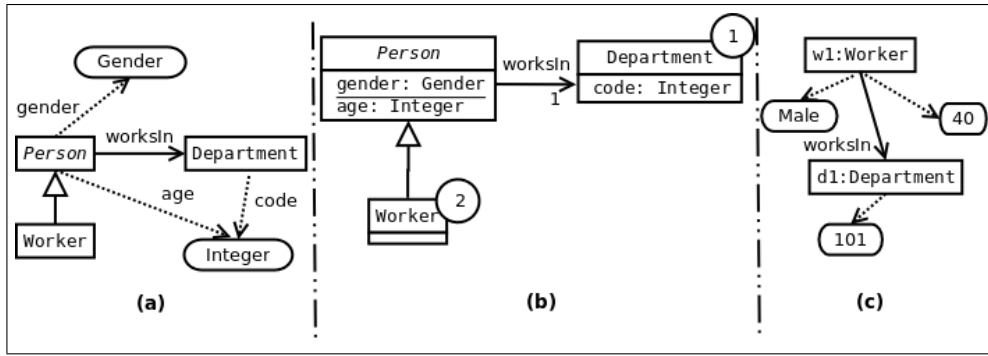 Gender
gender
Person
worksIn
Department
age
code
Worker
Integer
(a)
Person
gender: Gender
age: Integer
worksIn
1
Department
1
code: Integer
Worker
2
(b)
w1:Worker
Male
40
worksIn
d1:Department
101
(c)